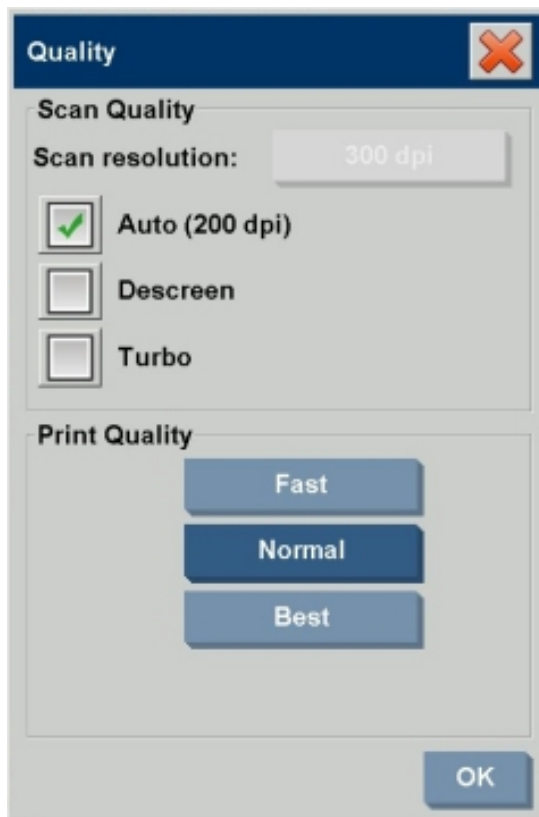 Quality
Scan Quality
Scan resolution: 300 dpi
Auto (200 dpi)
Descreen
Turbo
Print Quality
Fast
Normal
Best
OK